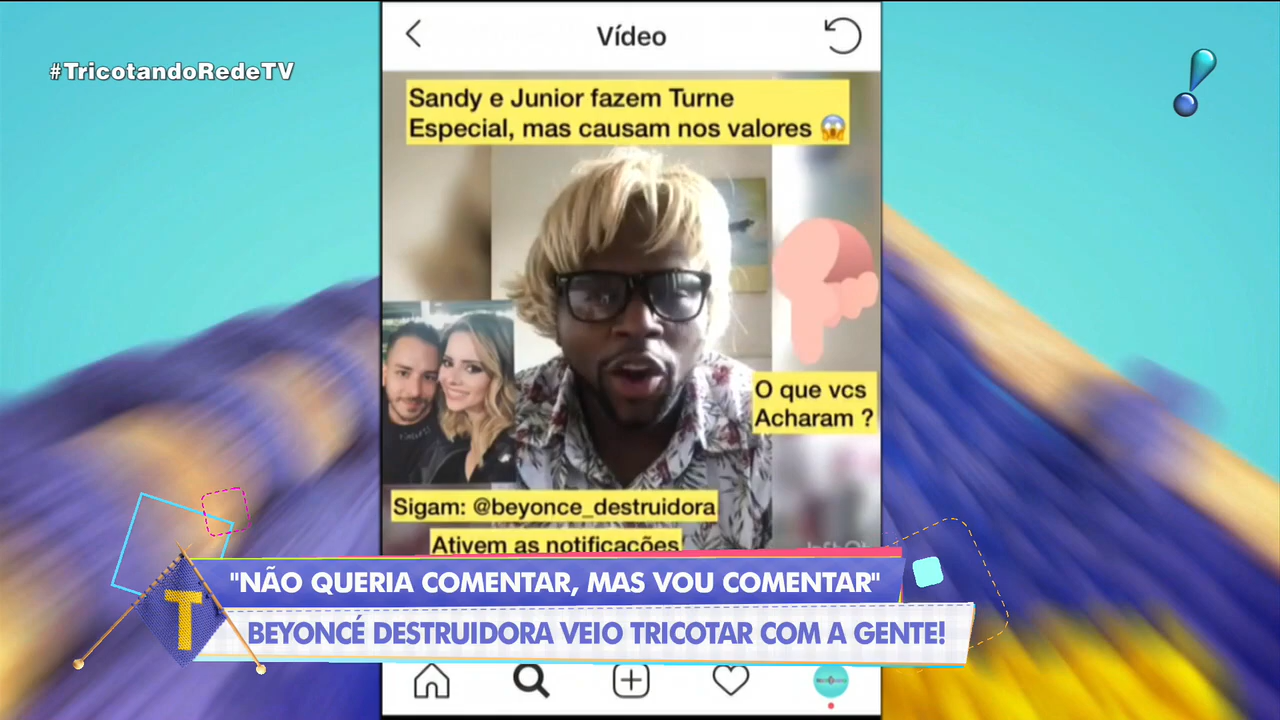 #TricotandoRedeTV
Vídeo
Sandy e Junior fazem Turne
Especial, mas causam nos valores 😱
O que vcs
Acharam ?
Sigam: @beyonce_destruidora
Ativem as notificações
"NÃO QUERIA COMENTAR, MAS VOU COMENTAR"
T
BEYONCÉ DESTRUIDORA VEIO TRICOTAR COM A GENTE!